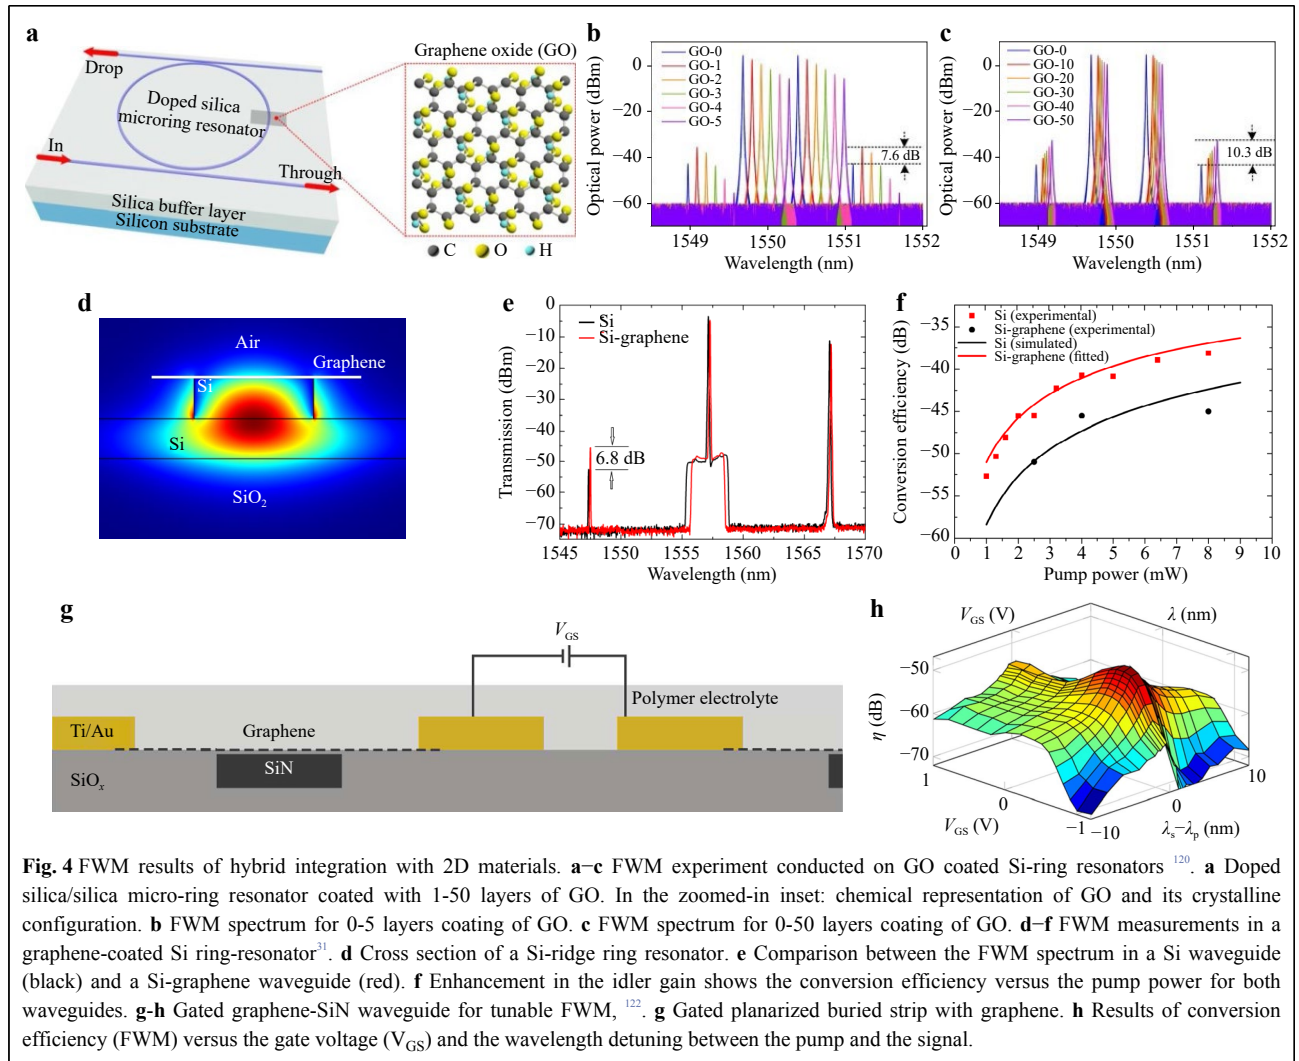 a
Drop
Doped silica
microring resonator
In
Through
Silica buffer layer
Silicon substrate
Graphene oxide (GO)
C O H
b
GO-0
GO-1
GO-2
GO-3
GO-4
GO-5
7.6 dB
0
−20
−40
−60
Optical power (dBm)
1549 1550 1551 1552
Wavelength (nm)
c
GO-0
GO-10
GO-20
GO-30
GO-40
GO-50
10.3 dB
0
−20
−40
−60
Optical power (dBm)
1549 1550 1551 1552
Wavelength (nm)
d
Air
Graphene
Si
Si
SiO2
e
Si
Si-graphene
6.8 dB
10
0
−10
−30
−50
−70
Transmission (dBm)
1545 1550 1555 1560 1565 1570
Wavelength (nm)
f
Si (experimental)
Si-graphene (experimental)
Si (simulated)
Si-graphene (fitted)
−35
−40
−45
−50
−55
−60
Conversion efficiency (dB)
0 1 2 3 4 5 6 7 8 9 10
Pump power (mW)
g
VGS
Polymer electrolyte
Ti/Au
Graphene
SiN
SiOx
h
VGS (V)
λ (nm)
−50
−60
−70
η (dB)
1 0 −1
−10 0 10
VGS (V)
λs−λp (nm)
Fig. 4 FWM results of hybrid integration with 2D materials. a−c FWM experiment conducted on GO coated Si-ring resonators 120. a Doped
silica/silica micro-ring resonator coated with 1-50 layers of GO. In the zoomed-in inset: chemical representation of GO and its crystalline
configuration. b FWM spectrum for 0-5 layers coating of GO. c FWM spectrum for 0-50 layers coating of GO. d−f FWM measurements in a
graphene-coated Si ring-resonator31. d Cross section of a Si-ridge ring resonator. e Comparison between the FWM spectrum in a Si waveguide
(black) and a Si-graphene waveguide (red). f Enhancement in the idler gain shows the conversion efficiency versus the pump power for both
waveguides. g-h Gated graphene-SiN waveguide for tunable FWM, 122. g Gated planarized buried strip with graphene. h Results of conversion
efficiency (FWM) versus the gate voltage (VGS) and the wavelength detuning between the pump and the signal.